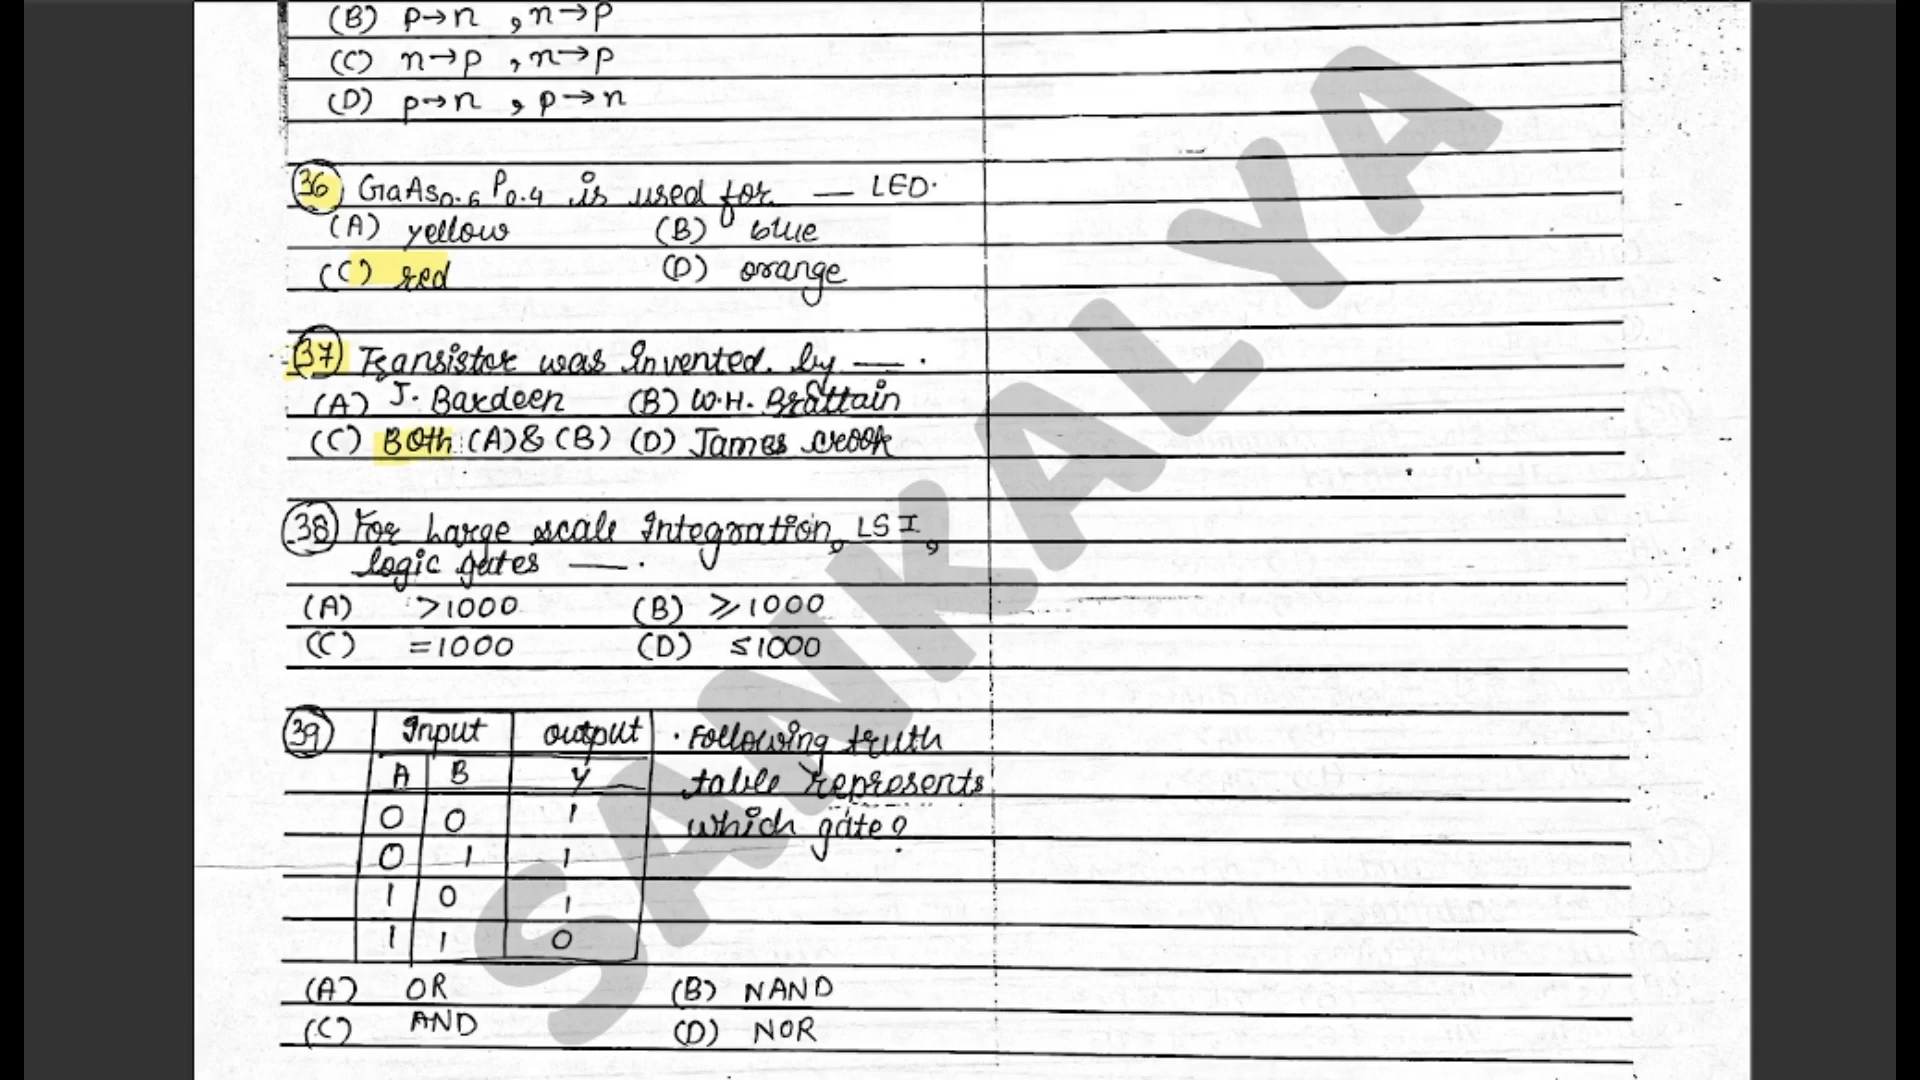 (B) p→n , n→p
(C) n→p , n→p
(D) p→n , p→n
36 GaAs0.6 P0.4 is used for — LED.
(A) yellow (B) blue
(C) red (D) orange
37 Transistor was invented by — .
(A) J. Bardeen (B) W.H. Brattain
(C) Both (A) & (B) (D) James crook
38 For Large scale Integration, LSI,
logic gates — .
(A) >1000 (B) ≥1000
(C) =1000 (D) ≤1000
39 Input output . Following truth
A B Y table represents
0 0 1 which gate?
0 1 1
1 0 1
1 1 0
(A) OR (B) NAND
(C) AND (D) NOR
SANKALYA